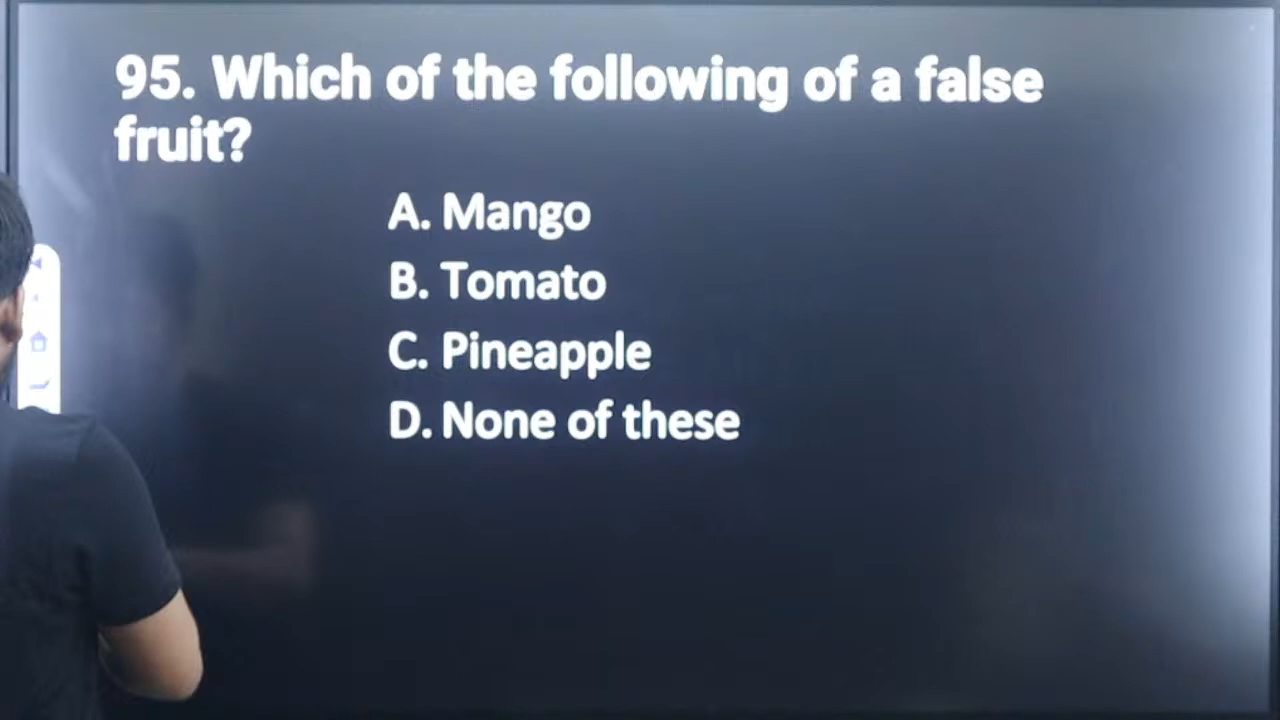 95. Which of the following of a false
fruit?
A. Mango
B. Tomato
C. Pineapple
D. None of these